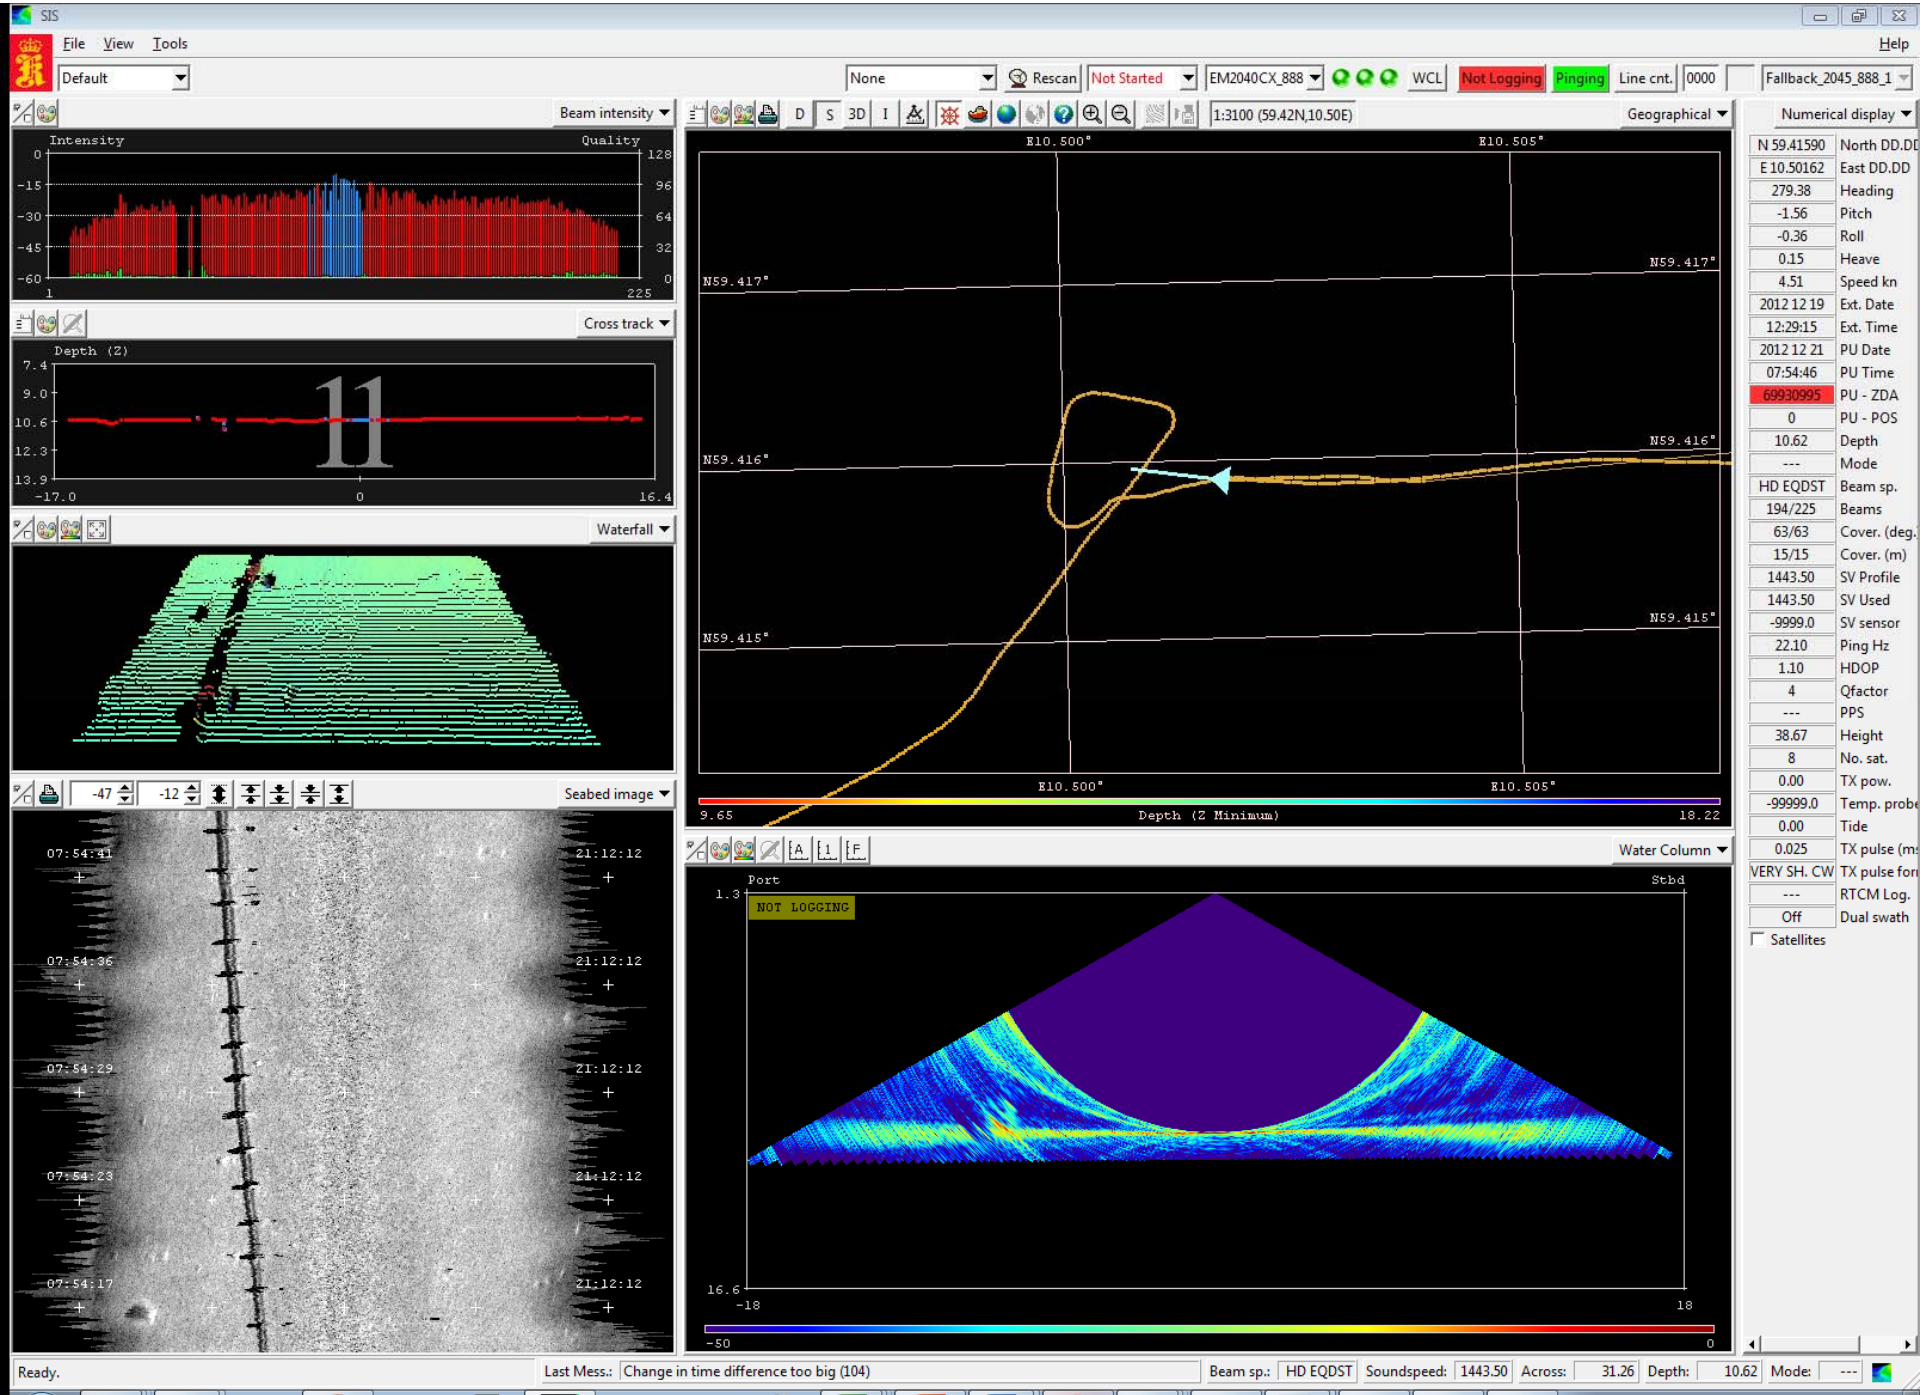 SIS
File View Tools Help
Default None Rescan Not Started EM2040CX_888 WCL Not Logging Pinging Line cnt. 0000 Fallback_2045_888_1
Beam intensity
Intensity Quality
0 128
-15 96
-30 64
-45 32
-60 0
1 225
Cross track
Depth (Z)
7.4
9.0
10.6
12.3
13.9
11
-17.0 0 16.4
Waterfall
-47 -12 Seabed image
07:54:41 21:12:12
07:54:36 21:12:12
07:54:29 21:12:12
07:54:23 21:12:12
07:54:17 21:12:12
D S 3D I 1:3100 (59.42N,10.50E) Geographical
E10.500° E10.505°
N59.417° N59.417°
N59.416° N59.416°
N59.415° N59.415°
E10.500° E10.505°
9.65 Depth (Z Minimum) 18.22
A 1 F Water Column
Port Stbd
1.3
NOT LOGGING
16.6
-18 18
-50 0
Numerical display
N 59.41590 North DD.DD
E 10.50162 East DD.DD
279.38 Heading
-1.56 Pitch
-0.36 Roll
0.15 Heave
4.51 Speed kn
2012 12 19 Ext. Date
12:29:15 Ext. Time
2012 12 21 PU Date
07:54:46 PU Time
69930995 PU - ZDA
0 PU - POS
10.62 Depth
--- Mode
HD EQDST Beam sp.
194/225 Beams
63/63 Cover. (deg.
15/15 Cover. (m)
1443.50 SV Profile
1443.50 SV Used
-9999.0 SV sensor
22.10 Ping Hz
1.10 HDOP
4 Qfactor
--- PPS
38.67 Height
8 No. sat.
0.00 TX pow.
-99999.0 Temp. probe
0.00 Tide
0.025 TX pulse (ms
VERY SH. CW TX pulse for
--- RTCM Log.
Off Dual swath
Satellites
Ready. Last Mess.: Change in time difference too big (104) Beam sp.: HD EQDST Soundspeed: 1443.50 Across: 31.26 Depth: 10.62 Mode: ---